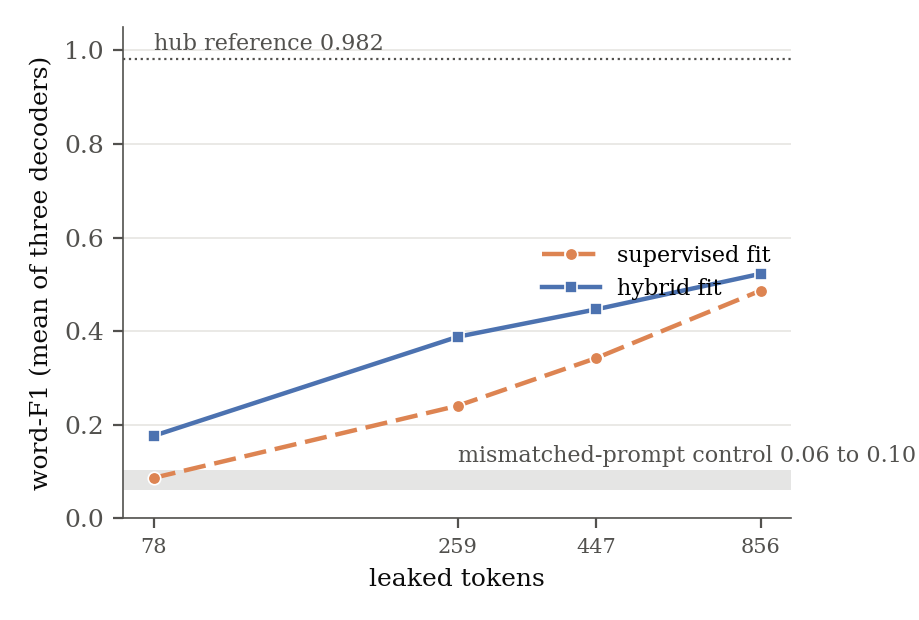 hub reference 0.982
1.0
0.8
0.6
0.4
0.2
0.0
word-F1 (mean of three decoders)
supervised fit
hybrid fit
mismatched-prompt control 0.06 to 0.10
78 259 447 856
leaked tokens